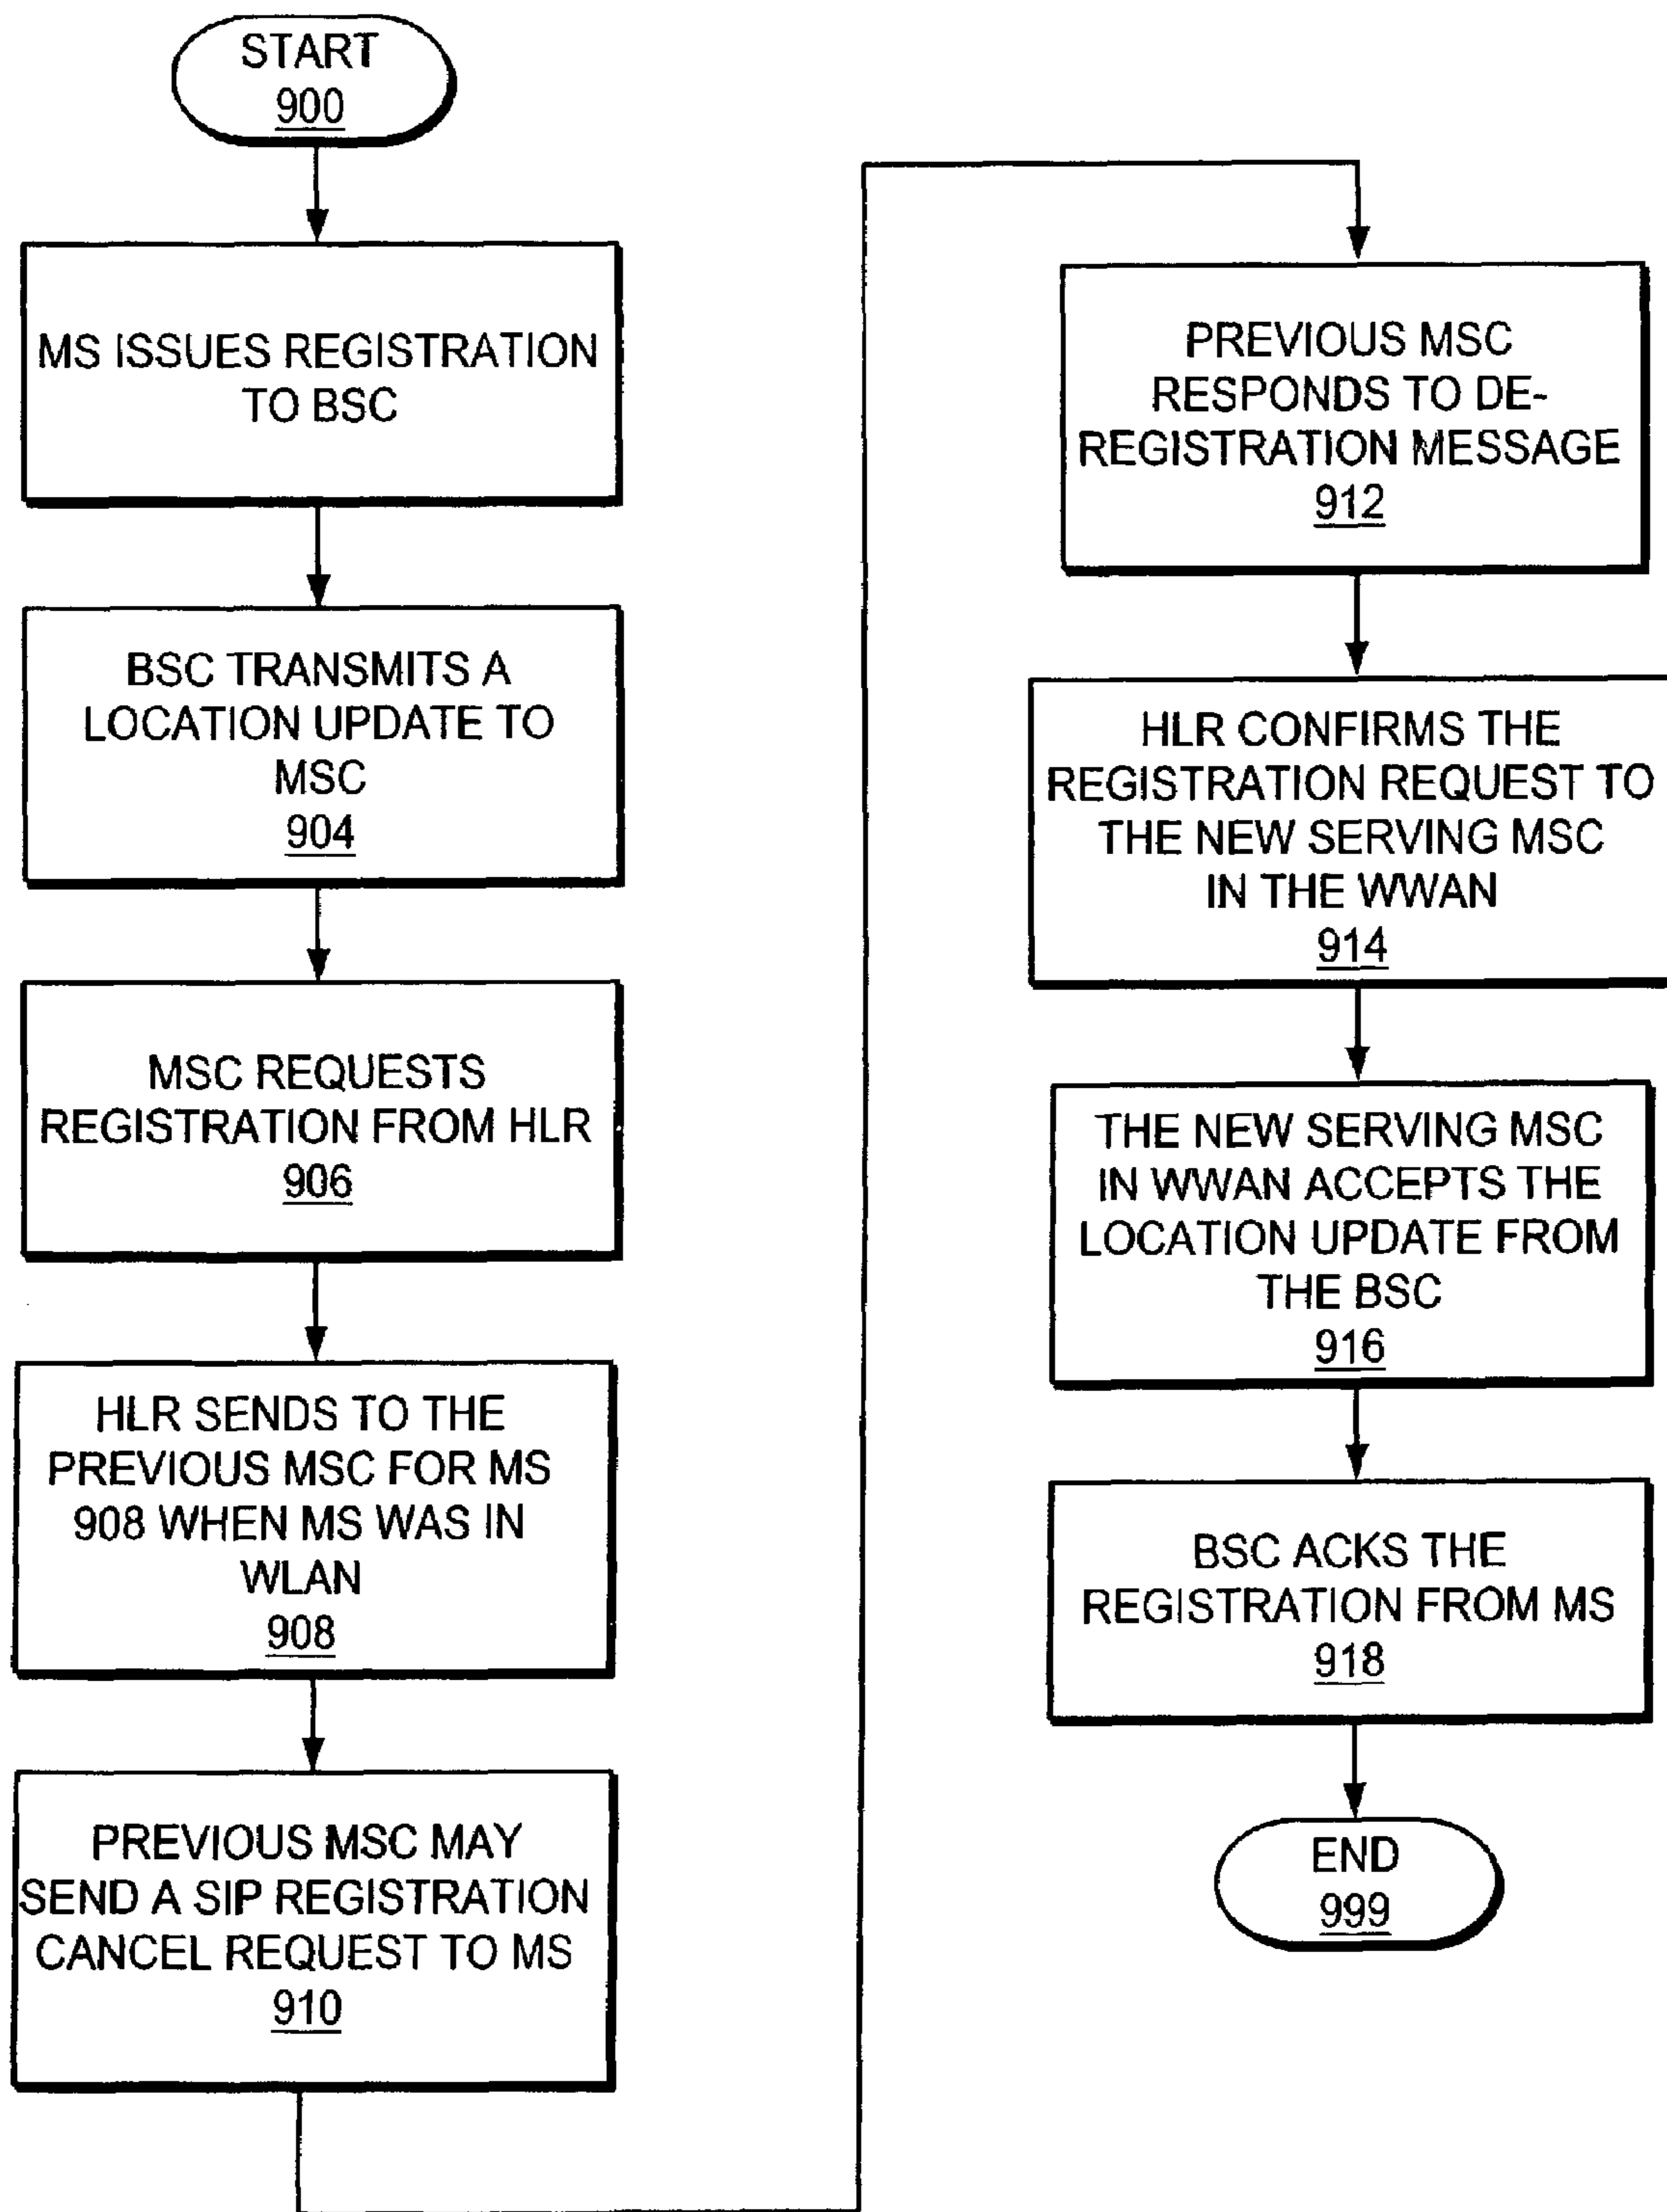 START
900
MS ISSUES REGISTRATION
TO BSC
BSC TRANSMITS A
LOCATION UPDATE TO
MSC
904
MSC REQUESTS
REGISTRATION FROM HLR
906
HLR SENDS TO THE
PREVIOUS MSC FOR MS
908 WHEN MS WAS IN
WLAN
908
PREVIOUS MSC MAY
SEND A SIP REGISTRATION
CANCEL REQUEST TO MS
910
PREVIOUS MSC
RESPONDS TO DE-
REGISTRATION MESSAGE
912
HLR CONFIRMS THE
REGISTRATION REQUEST TO
THE NEW SERVING MSC
IN THE WWAN
914
THE NEW SERVING MSC
IN WWAN ACCEPTS THE
LOCATION UPDATE FROM
THE BSC
916
BSC ACKS THE
REGISTRATION FROM MS
918
END
999